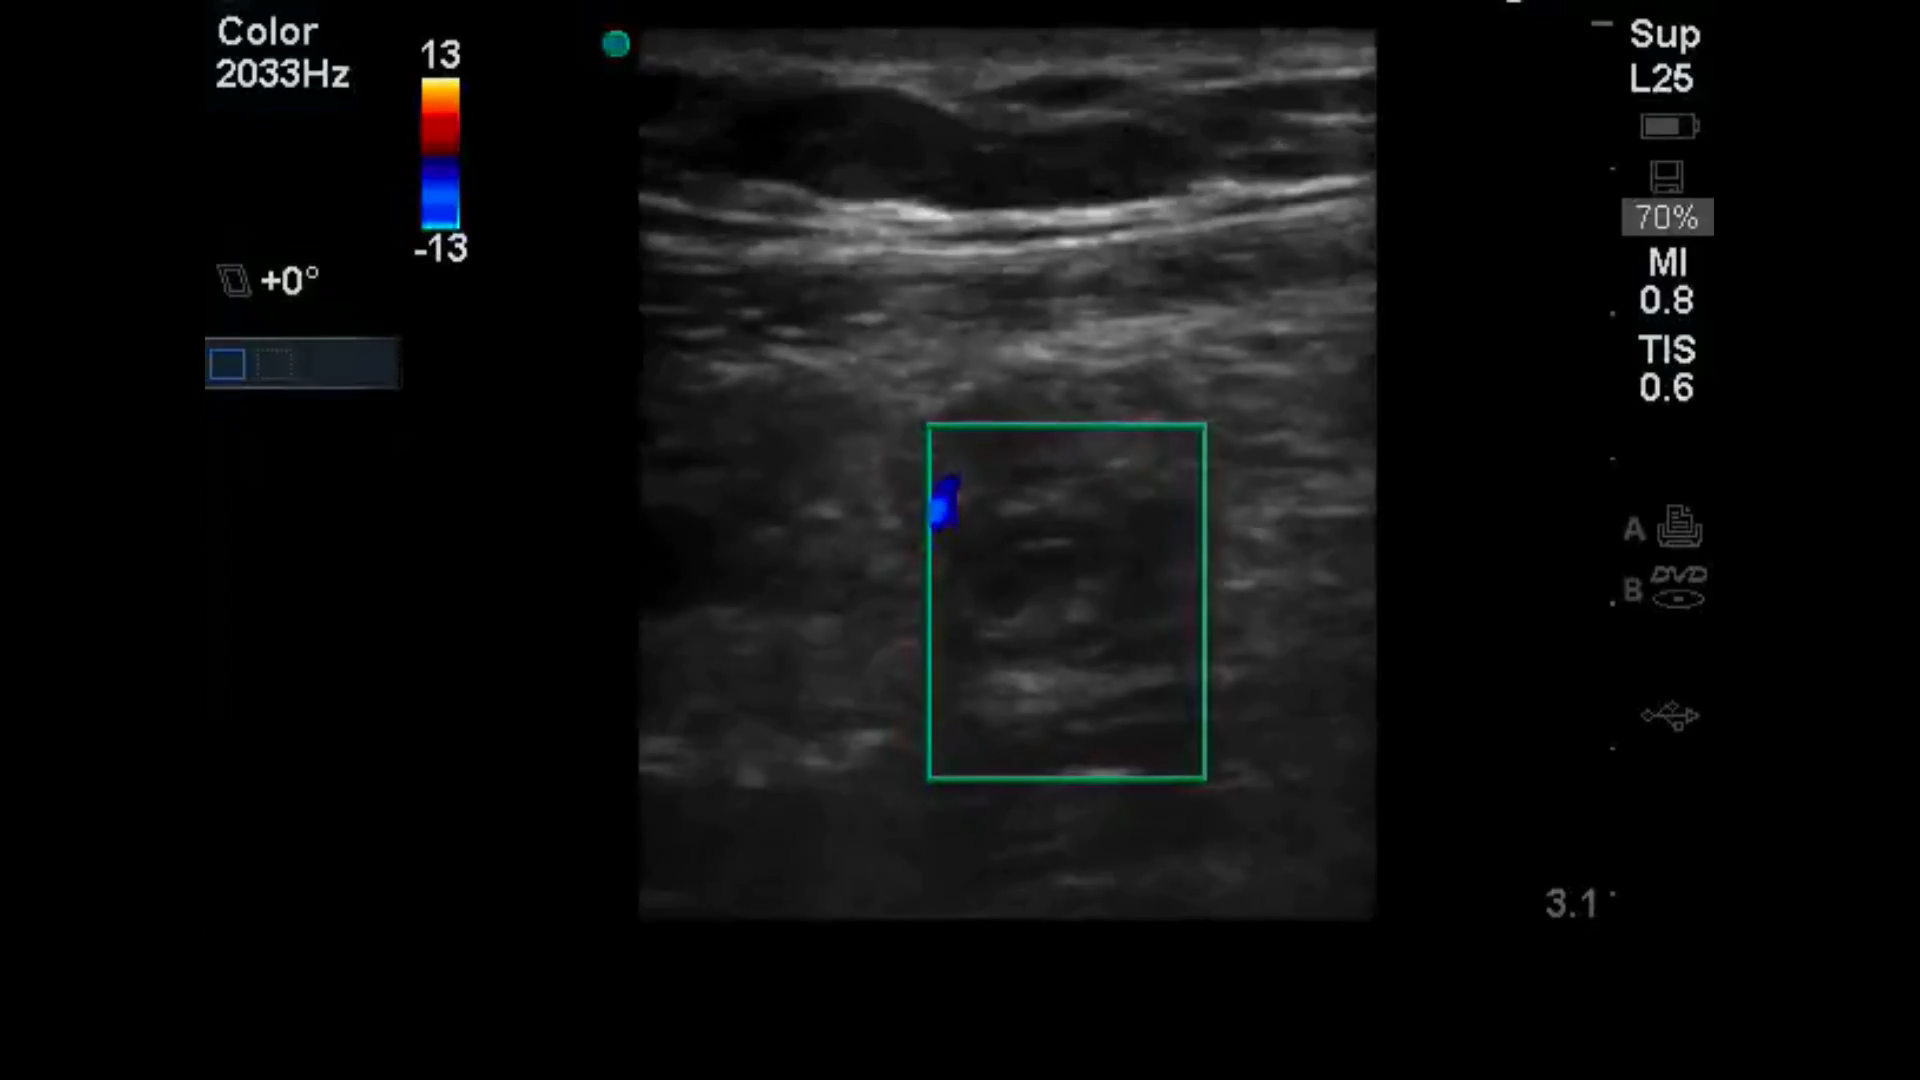 Color
2033Hz
13
-13
+0°
Sup
L25
70%
MI
0.8
TIS
0.6
A
B DVD
3.1